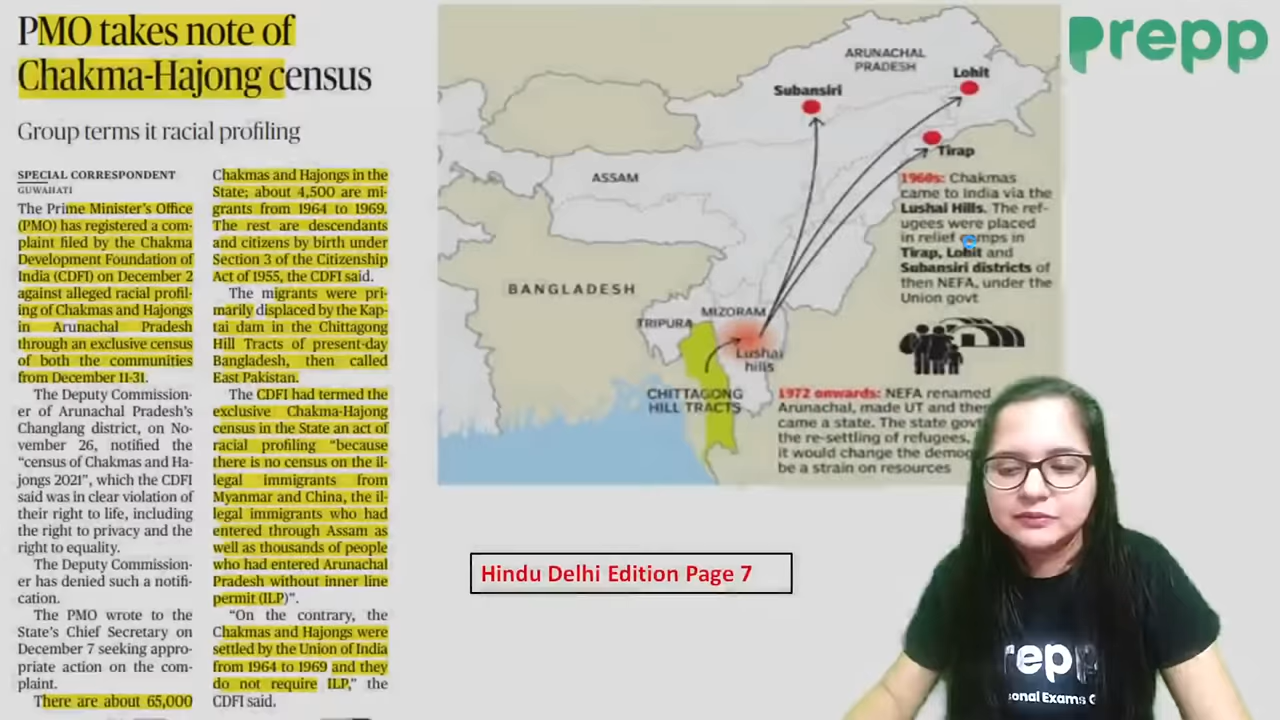 PMO takes note of
Chakma-Hajong census
Group terms it racial profiling
SPECIAL CORRESPONDENT
GUWAHATI
The Prime Minister's Office
(PMO) has registered a com-
plaint filed by the Chakma
Development Foundation of
India (CDFI) on December 2
against alleged racial profil-
ing of Chakmas and Hajongs
in Arunachal Pradesh
through an exclusive census
of both the communities
from December 11-31.
The Deputy Commission-
er of Arunachal Pradesh's
Changlang district, on No-
vember 26, notified the
“census of Chakmas and Ha-
jongs 2021”, which the CDFI
said was in clear violation of
their right to life, including
the right to privacy and the
right to equality.
The Deputy Commission-
er has denied such a notifi-
cation.
The PMO wrote to the
State's Chief Secretary on
December 7 seeking appro-
priate action on the com-
plaint.
There are about 65,000
Chakmas and Hajongs in the
State; about 4,500 are mi-
grants from 1964 to 1969.
The rest are descendants
and citizens by birth under
Section 3 of the Citizenship
Act of 1955, the CDFI said.
The migrants were pri-
marily displaced by the Kap-
tai dam in the Chittagong
Hill Tracts of present-day
Bangladesh, then called
East Pakistan.
The CDFI had termed the
exclusive Chakma-Hajong
census in the State an act of
racial profiling “because
there is no census on the il-
legal immigrants from
Myanmar and China, the il-
legal immigrants who had
entered through Assam as
well as thousands of people
who had entered Arunachal
Pradesh without inner line
permit (ILP)”.
“On the contrary, the
Chakmas and Hajongs were
settled by the Union of India
from 1964 to 1969 and they
do not require ILP,” the
CDFI said.
ARUNACHAL
PRADESH
Lohit
Subansiri
Tirap
ASSAM
BANGLADESH
MIZORAM
TRIPURA
Lushai
hills
CHITTAGONG
HILL TRACTS
1960s: Chakmas
came to India via the
Lushai Hills. The ref-
ugees were placed
in relief in
Tirap, Lohit and
Subansiri districts of
then NEFA, under the
Union govt
1972 onwards: NEFA renamed
Arunachal, made UT and
came a state. The state
the re-settling of refugees,
it would change the
be a strain on resources
Hindu Delhi Edition Page 7
prepp